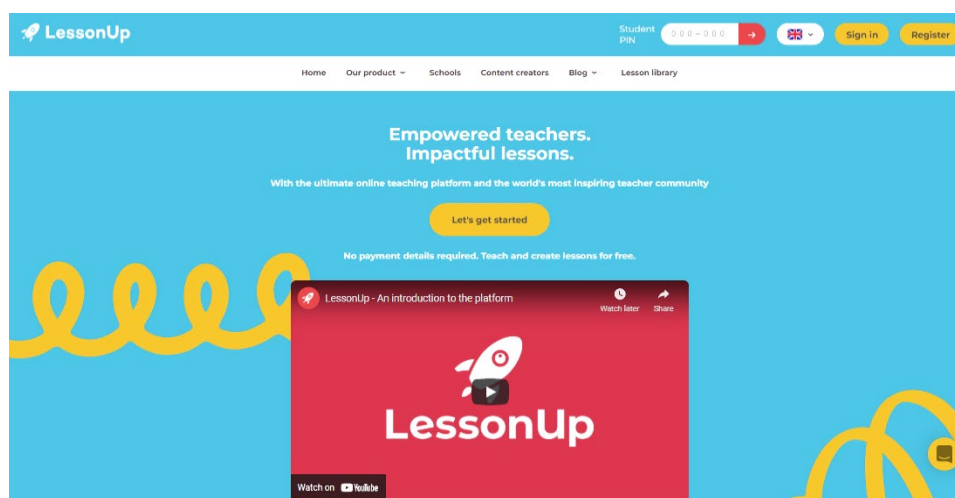 LessonUp
Student
PIN
000-000
Sign in
Register
Home
Our product
Schools
Content creators
Blog
Lesson library
Empowered teachers.
Impactful lessons.
With the ultimate online teaching platform and the world's most inspiring teacher community
Let's get started
No payment details required. Teach and create lessons for free.
LessonUp - An introduction to the platform
Watch later
Share
LessonUp
Watch on YouTube